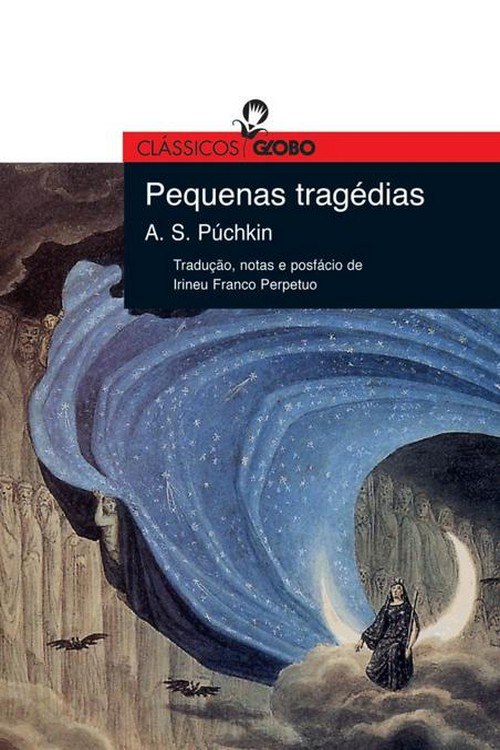 CLÁSSICOS GLOBO
Pequenas tragédias
A. S. Púchkin
Tradução, notas e posfácio de
Irineu Franco Perpetuo